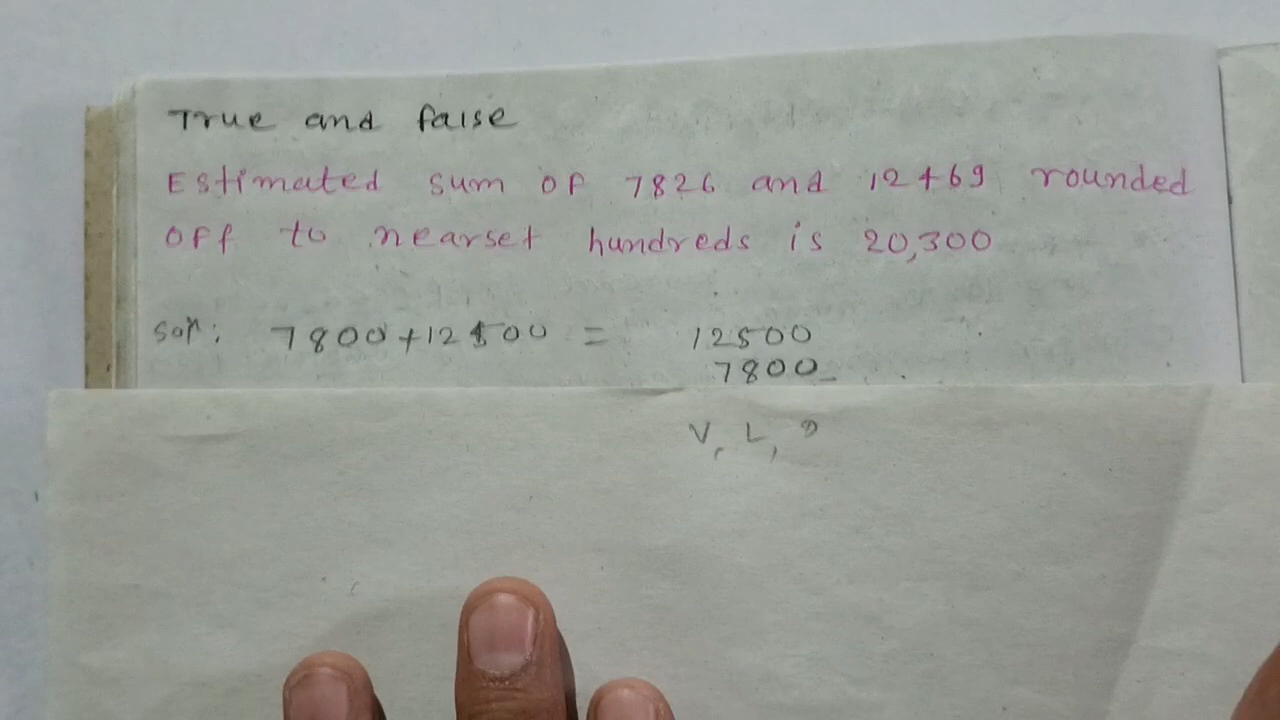 True and false
Estimated sum of 7826 and 12469 rounded
off to nearset hundreds is 20,300
Soln: 7800+12500 = 12500
7800
V, L,